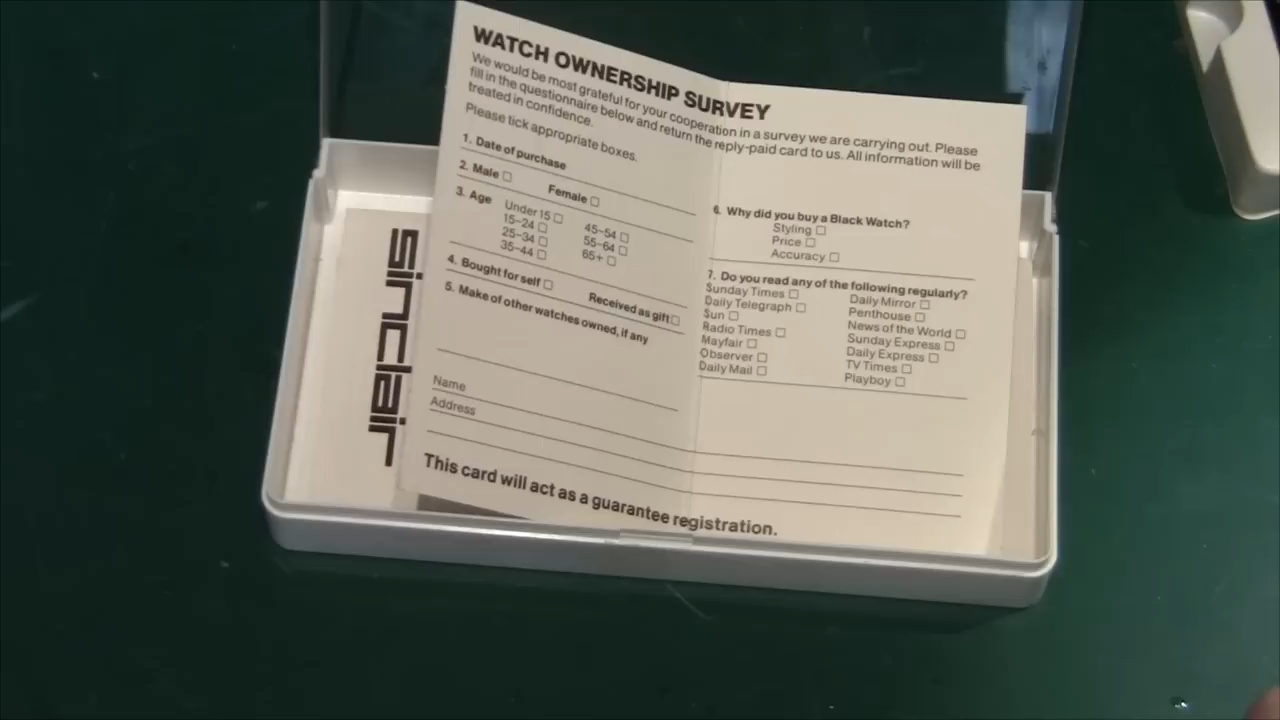 WATCH OWNERSHIP SURVEY
We would be most grateful for your cooperation in a survey we are carrying out. Please
fill in the questionnaire below and return the reply-paid card to us. All information will be
treated in confidence.
Please tick appropriate boxes.
1. Date of purchase
2. Male □ Female □
3. Age
Under 15 □ 45-54 □
15-24 □ 55-64 □
25-34 □ 65+ □
35-44 □
4. Bought for self □ Received as gift □
5. Make of other watches owned, if any
6. Why did you buy a Black Watch?
Styling □
Price □
Accuracy □
7. Do you read any of the following regularly?
Sunday Times □ Daily Mirror □
Daily Telegraph □ Penthouse □
Sun □ News of the World □
Radio Times □ Sunday Express □
Mayfair □ Daily Express □
Observer □ TV Times □
Daily Mail □ Playboy □
Name
Address
This card will act as a guarantee registration.
sinclair